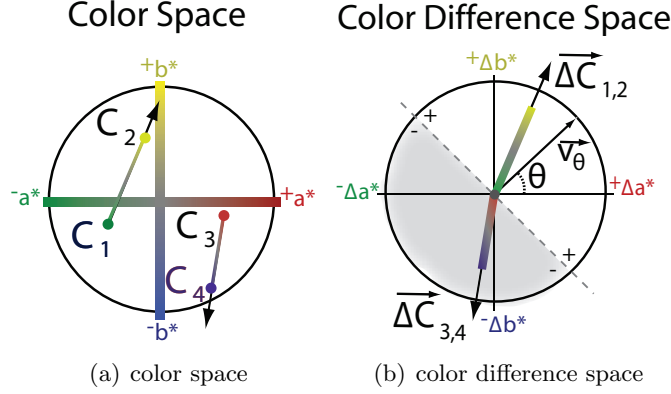 Color Space
Color Difference Space
+b*
-a*
+a*
-b*
C2
C1
C3
C4
+Δb*
-Δa*
+Δa*
-Δb*
ΔC1,2
vθ
θ
+
-
+
-
ΔC3,4
(a) color space
(b) color difference space